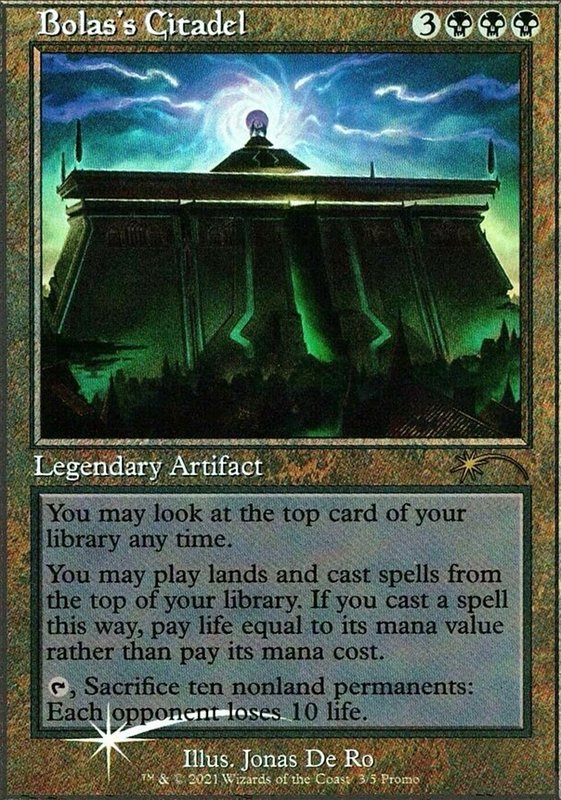 Bolas's Citadel 3
Legendary Artifact
You may look at the top card of your
library any time.
You may play lands and cast spells from
the top of your library. If you cast a spell
this way, pay life equal to its mana value
rather than pay its mana cost.
, Sacrifice ten nonland permanents:
Each opponent loses 10 life.
Illus. Jonas De Ro
™ & © 2021 Wizards of the Coast 3/5 Promo